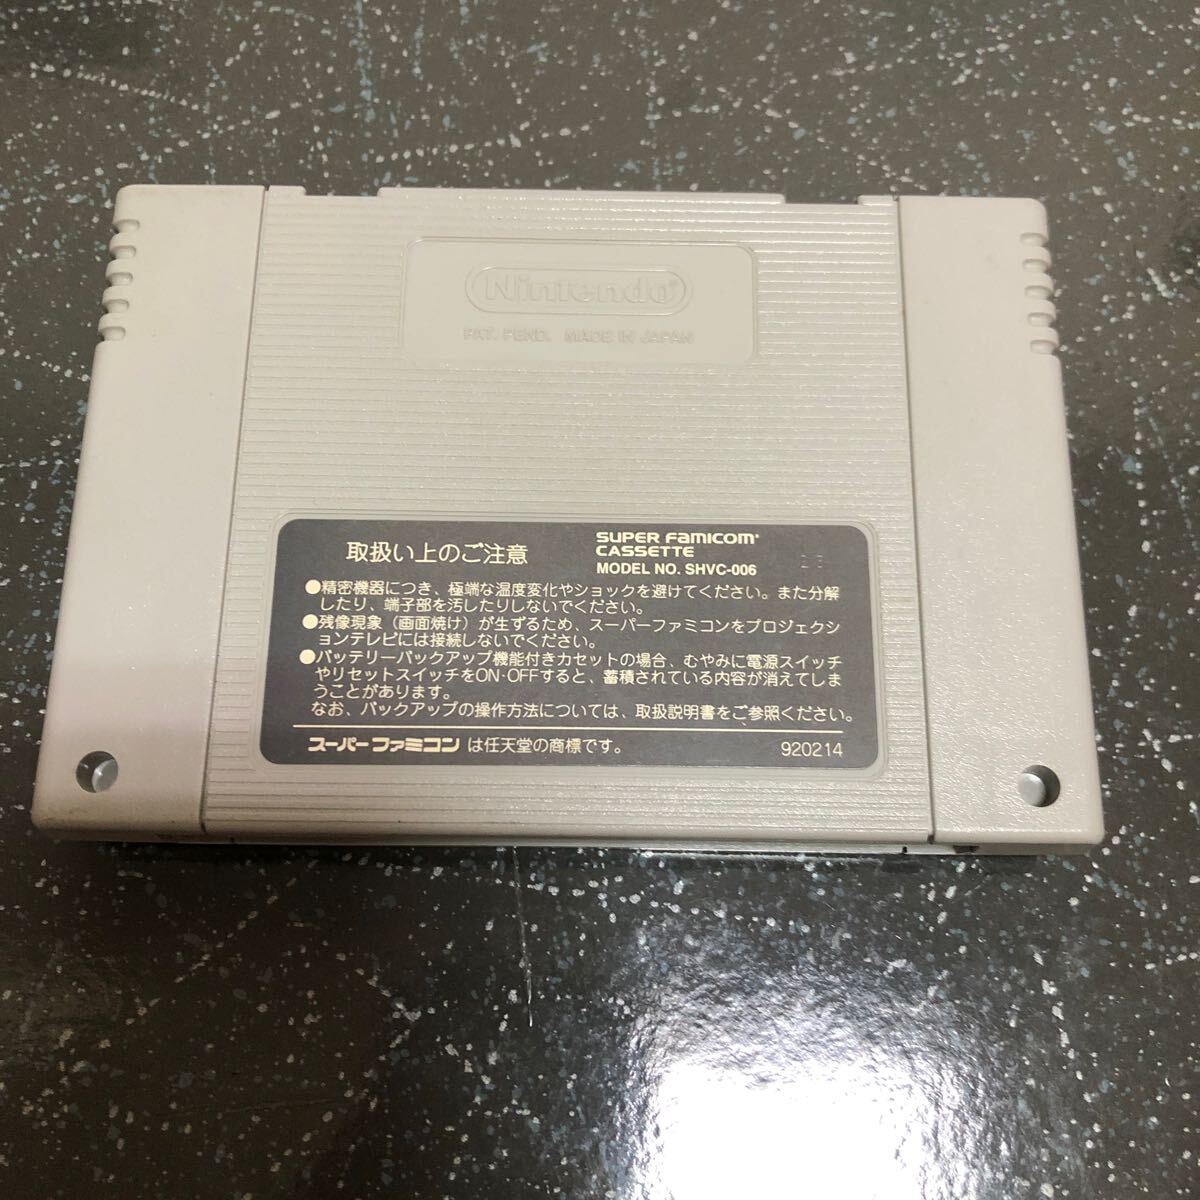 Nintendo®
PAT. PEND. MADE IN JAPAN
取扱い上のご注意
SUPER FAMICOM®
CASSETTE
MODEL NO. SHVC-006
●精密機器につき、極端な温度変化やショックを避けてください。また分解
したり、端子部を汚したりしないでください。
●残像現象（画面焼け）が生ずるため、スーパーファミコンをプロジェクシ
ョンテレビには接続しないでください。
●バッテリーバックアップ機能付きカセットの場合、むやみに電源スイッチ
やリセットスイッチをON·OFFすると、蓄積されている内容が消えてしま
うことがあります。
なお、バックアップの操作方法については、取扱説明書をご参照ください。
スーパーファミコンは任天堂の商標です。
920214